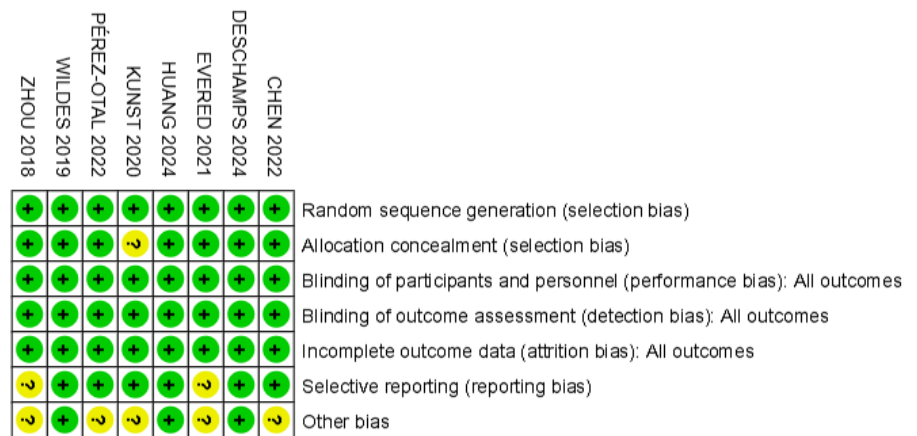 ZHOU 2018
WILDES 2019
PÉREZ-OTAL 2022
KUNST 2020
HUANG 2024
EVERED 2021
DESCHAMPS 2024
CHEN 2022
+ + + + + + + + Random sequence generation (selection bias)
+ + + ? + + + + Allocation concealment (selection bias)
+ + + + + + + + Blinding of participants and personnel (performance bias): All outcomes
+ + + + + + + + Blinding of outcome assessment (detection bias): All outcomes
+ + + + + + + + Incomplete outcome data (attrition bias): All outcomes
? + + + + ? + + Selective reporting (reporting bias)
? + ? ? + ? + ? Other bias